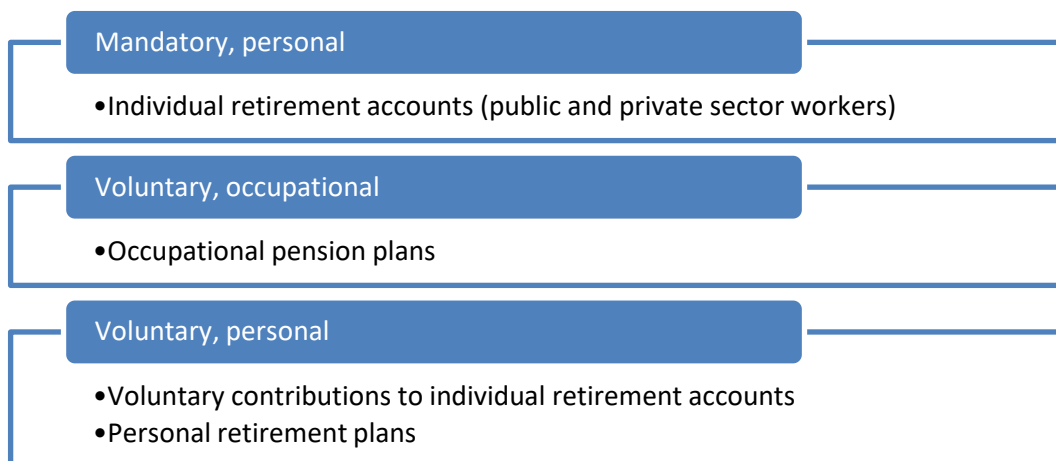 Mandatory, personal
•Individual retirement accounts (public and private sector workers)
Voluntary, occupational
•Occupational pension plans
Voluntary, personal
•Voluntary contributions to individual retirement accounts
•Personal retirement plans